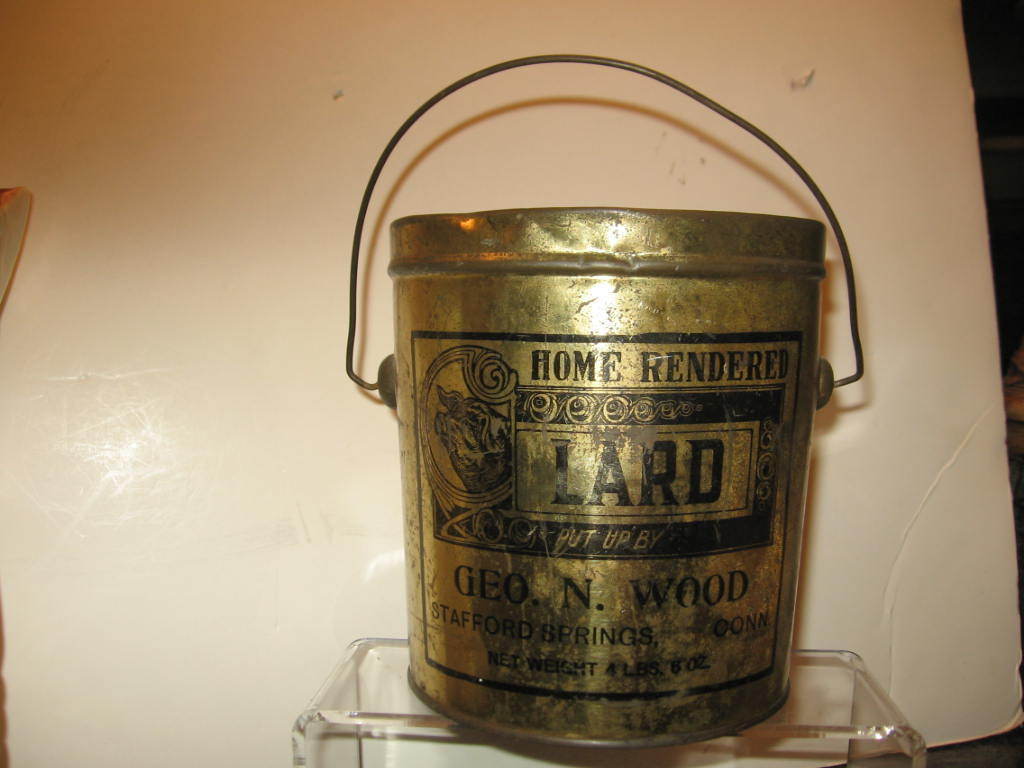 HOME RENDERED
LARD
PUT UP BY
GEO. N. WOOD
STAFFORD SPRINGS, CONN.
NET WEIGHT 4 LBS. 6 OZ.